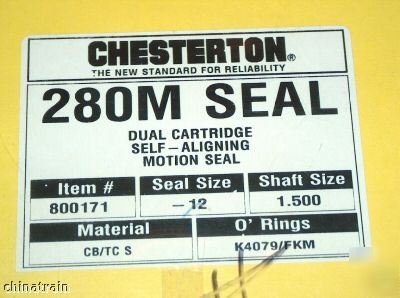 CHESTERTON®
THE NEW STANDARD FOR RELIABILITY
280M SEAL
DUAL CARTRIDGE
SELF-ALIGNING
MOTION SEAL
Item # Seal Size Shaft Size
800171 -12 1.500
Material O' Rings
CB/TC S K4079/FKM
chinatrain